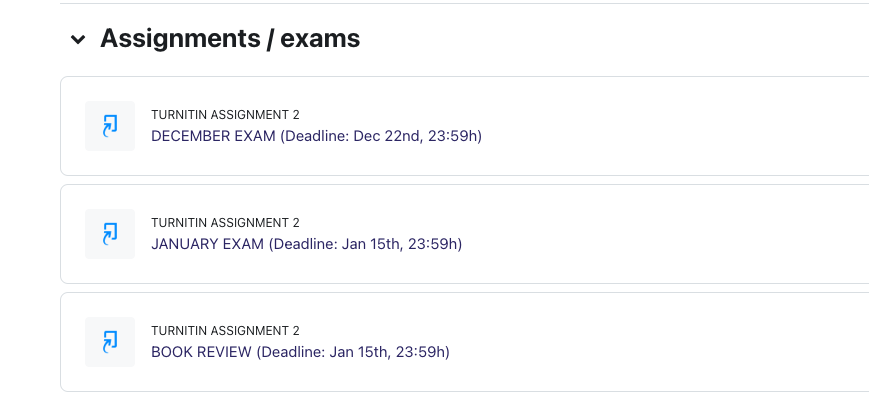 Assignments / exams
TURNITIN ASSIGNMENT 2
DECEMBER EXAM (Deadline: Dec 22nd, 23:59h)
TURNITIN ASSIGNMENT 2
JANUARY EXAM (Deadline: Jan 15th, 23:59h)
TURNITIN ASSIGNMENT 2
BOOK REVIEW (Deadline: Jan 15th, 23:59h)